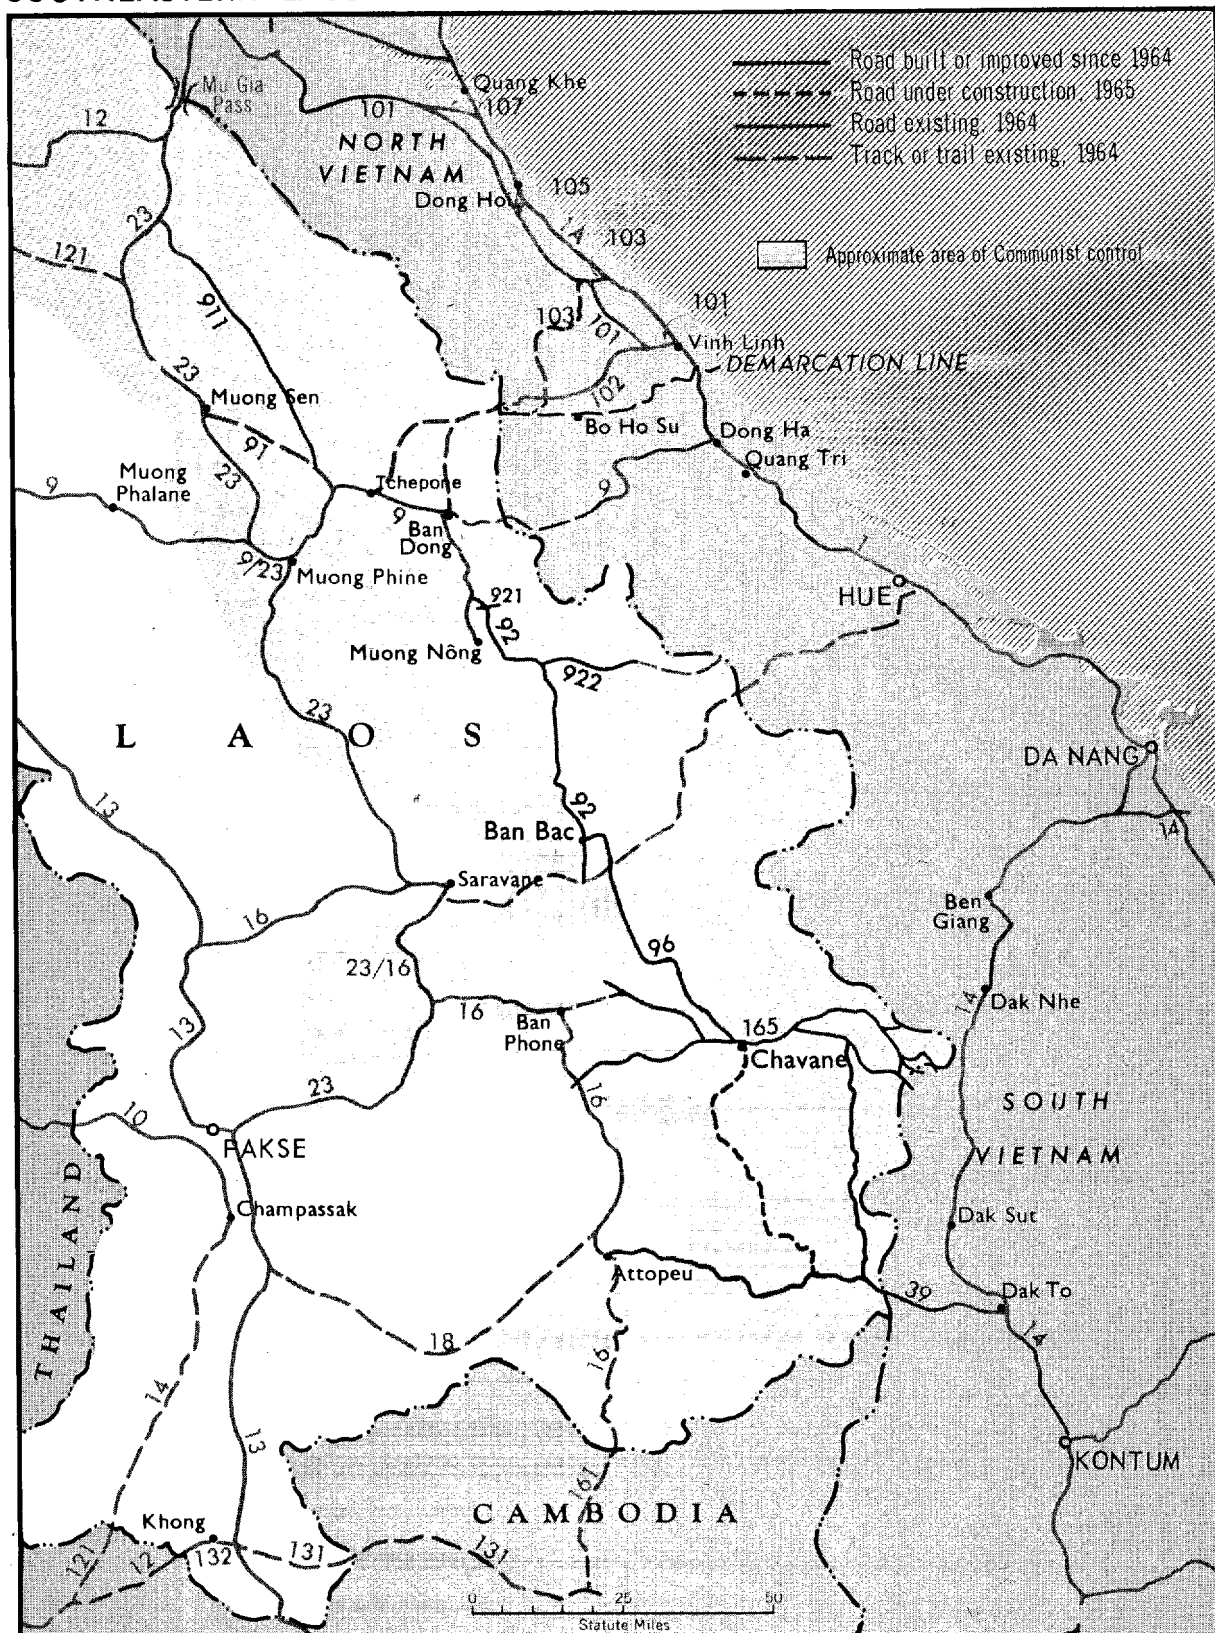 Road built or improved since 1964
Road under construction, 1965
Road existing, 1964
Track or trail existing, 1964
Approximate area of Communist control
Mu Gia
Pass
12
Quang Khe
101
107
NORTH
VIETNAM
105
Dong Hoi
1A
103
23
121
911
103
101
101
Vinh Linh
DEMARCATION LINE
102
23
Muong Sen
Bo Ho Su
Dong Ha
91
Quang Tri
Muong
Phalane
9
23
Tchepone
9
9
Ban
Dong
1
9/23
Muong Phine
HUE
921
92
Muong Nông
922
23
LAOS
DA NANG
13
92
14
Ban Bac
Saravane
Ben
Giang
16
96
23/16
Dak Nhe
14
16
Ban
Phone
13
165
Chavane
23
16
10
SOUTH
VIETNAM
PAKSE
THAILAND
Champassak
Dak Sut
Attopeu
39
Dak To
18
14
16
14
13
KONTUM
161
CAMBODIA
Khong
121
12
132
131
131
0 25 50
Statute Miles